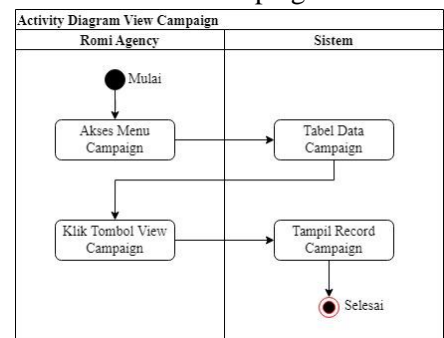 Activity Diagram View Campaign
Romi Agency
Sistem
Mulai
Akses Menu
Campaign
Tabel Data
Campaign
Klik Tombol View
Campaign
Tampil Record
Campaign
Selesai